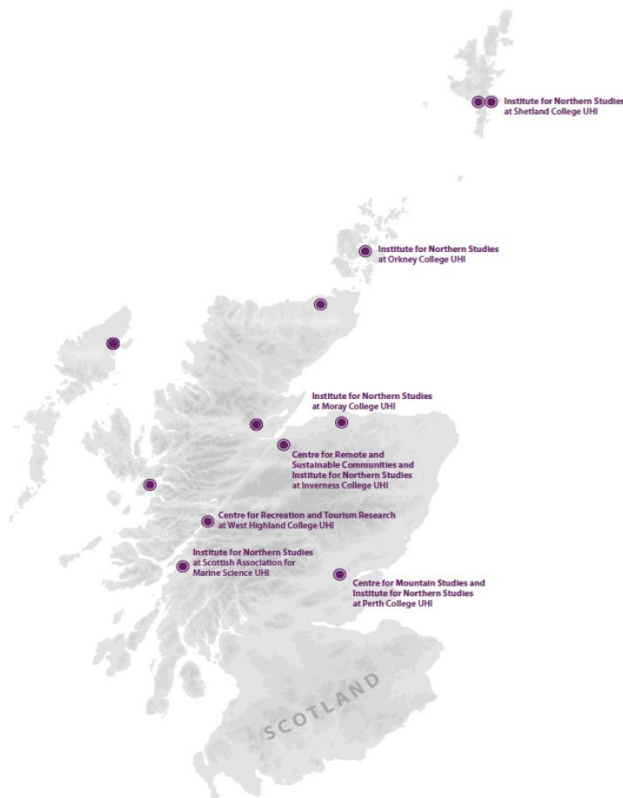 Institute for Northern Studies
at Shetland College UHI
Institute for Northern Studies
at Orkney College UHI
Institute for Northern Studies
at Moray College UHI
Centre for Remote and
Sustainable Communities and
Institute for Northern Studies
at Inverness College UHI
Centre for Recreation and Tourism Research
at West Highland College UHI
Institute for Northern Studies
at Scottish Association for
Marine Science UHI
Centre for Mountain Studies and
Institute for Northern Studies
at Perth College UHI
SCOTLAND